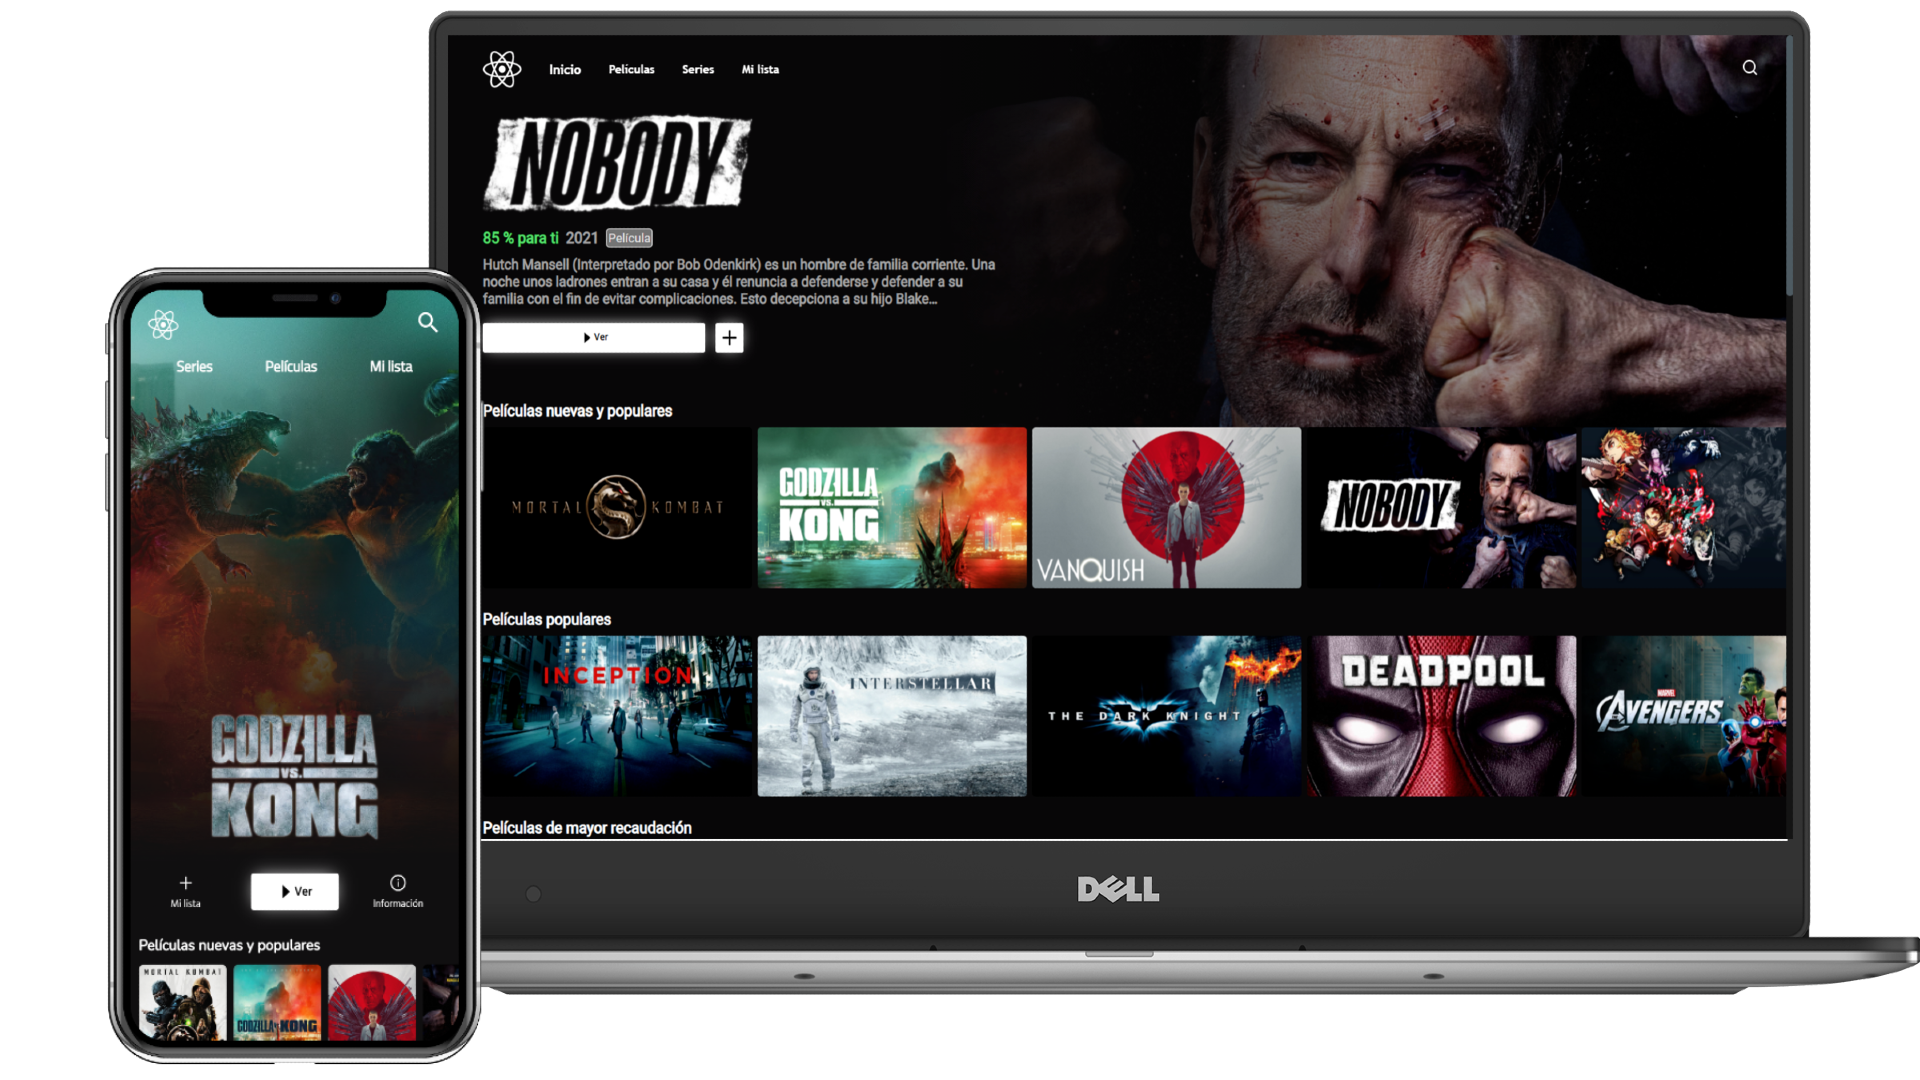 Inicio Películas Series Mi lista
NOBODY
85 % para ti 2021 Película
Hutch Mansell (Interpretado por Bob Odenkirk) es un hombre de familia corriente. Una
noche unos ladrones entran a su casa y él renuncia a defenderse y defender a su
familia con el fin de evitar complicaciones. Esto decepciona a su hijo Blake...
Ver
Películas nuevas y populares
MORTAL KOMBAT
GODZILLA
VS.
KONG
VANQUISH
NOBODY
Películas populares
INCEPTION
INTERSTELLAR
THE DARK KNIGHT
DEADPOOL
MARVEL
AVENGERS
Películas de mayor recaudación
DELL
Series Películas Mi lista
GODZILLA
VS.
KONG
Mi lista
Ver
Información
Películas nuevas y populares
MORTAL KOMBAT
GODZILLA VS KONG